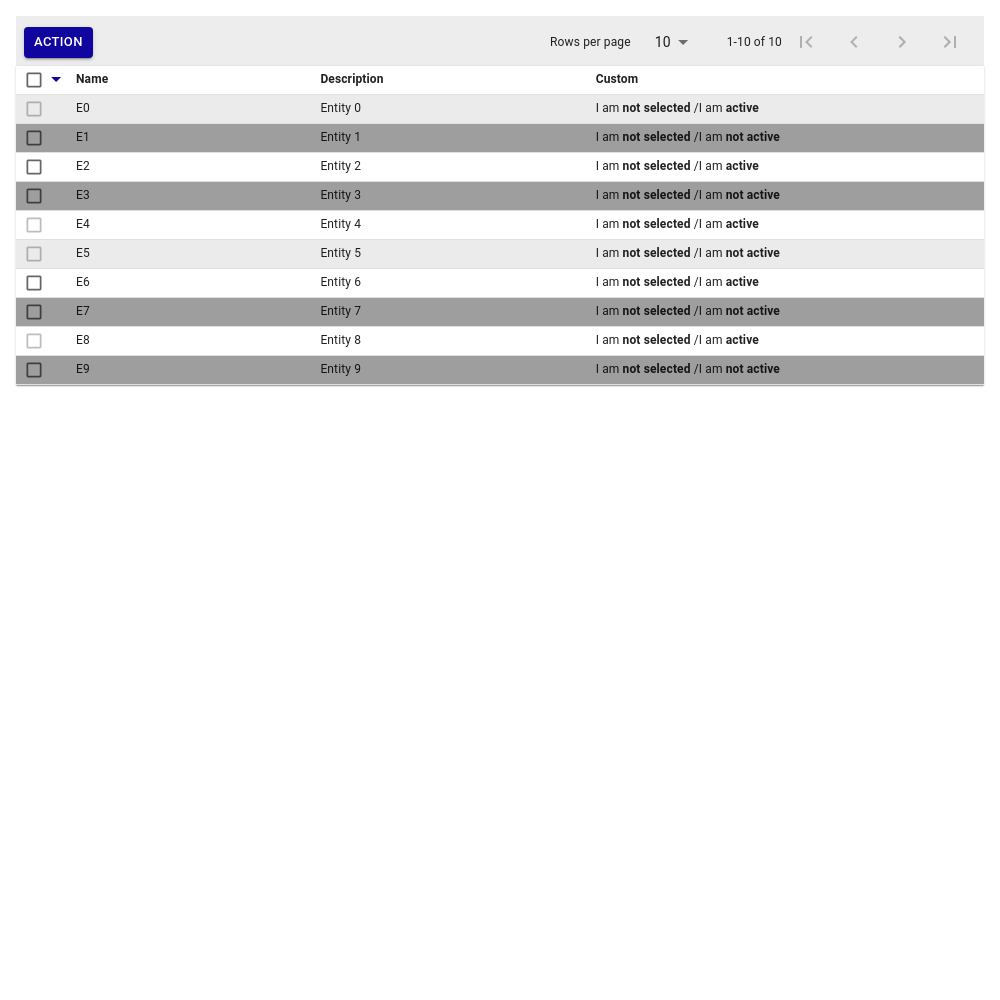 ACTION Rows per page 10 1-10 of 10
Name Description Custom
E0 Entity 0 I am not selected /I am active
E1 Entity 1 I am not selected /I am not active
E2 Entity 2 I am not selected /I am active
E3 Entity 3 I am not selected /I am not active
E4 Entity 4 I am not selected /I am active
E5 Entity 5 I am not selected /I am not active
E6 Entity 6 I am not selected /I am active
E7 Entity 7 I am not selected /I am not active
E8 Entity 8 I am not selected /I am active
E9 Entity 9 I am not selected /I am not active